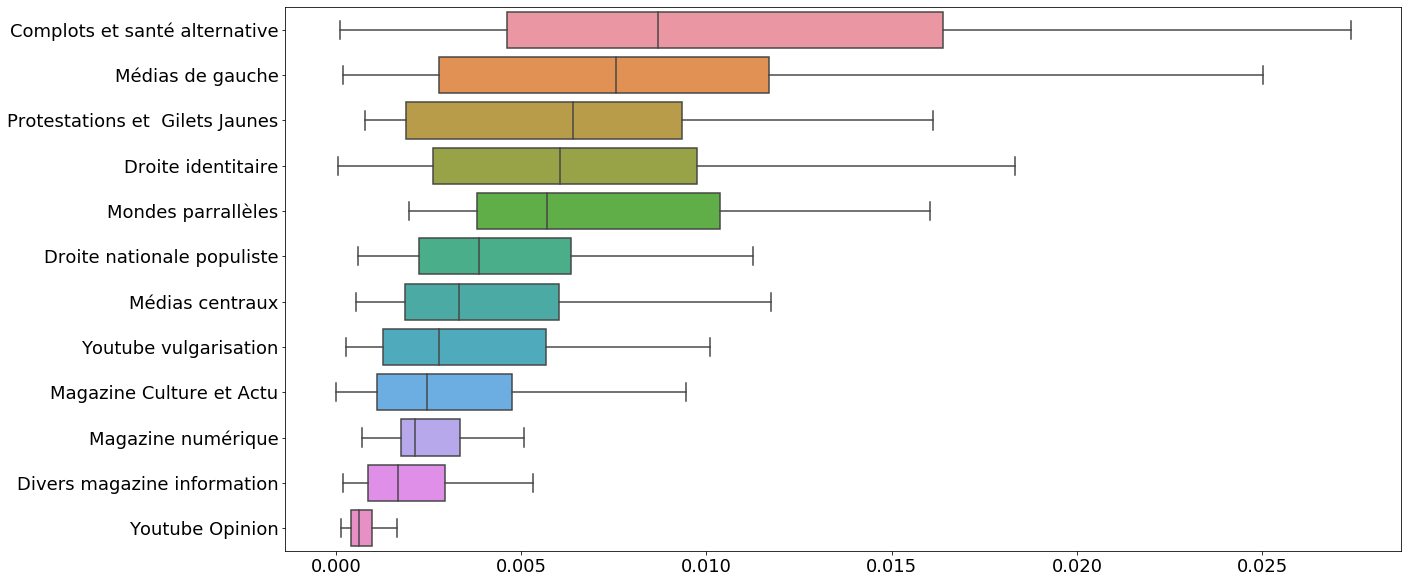 Complots et santé alternative
Médias de gauche
Protestations et  Gilets Jaunes
Droite identitaire
Mondes parrallèles
Droite nationale populiste
Médias centraux
Youtube vulgarisation
Magazine Culture et Actu
Magazine numérique
Divers magazine information
Youtube Opinion
0.000 0.005 0.010 0.015 0.020 0.025